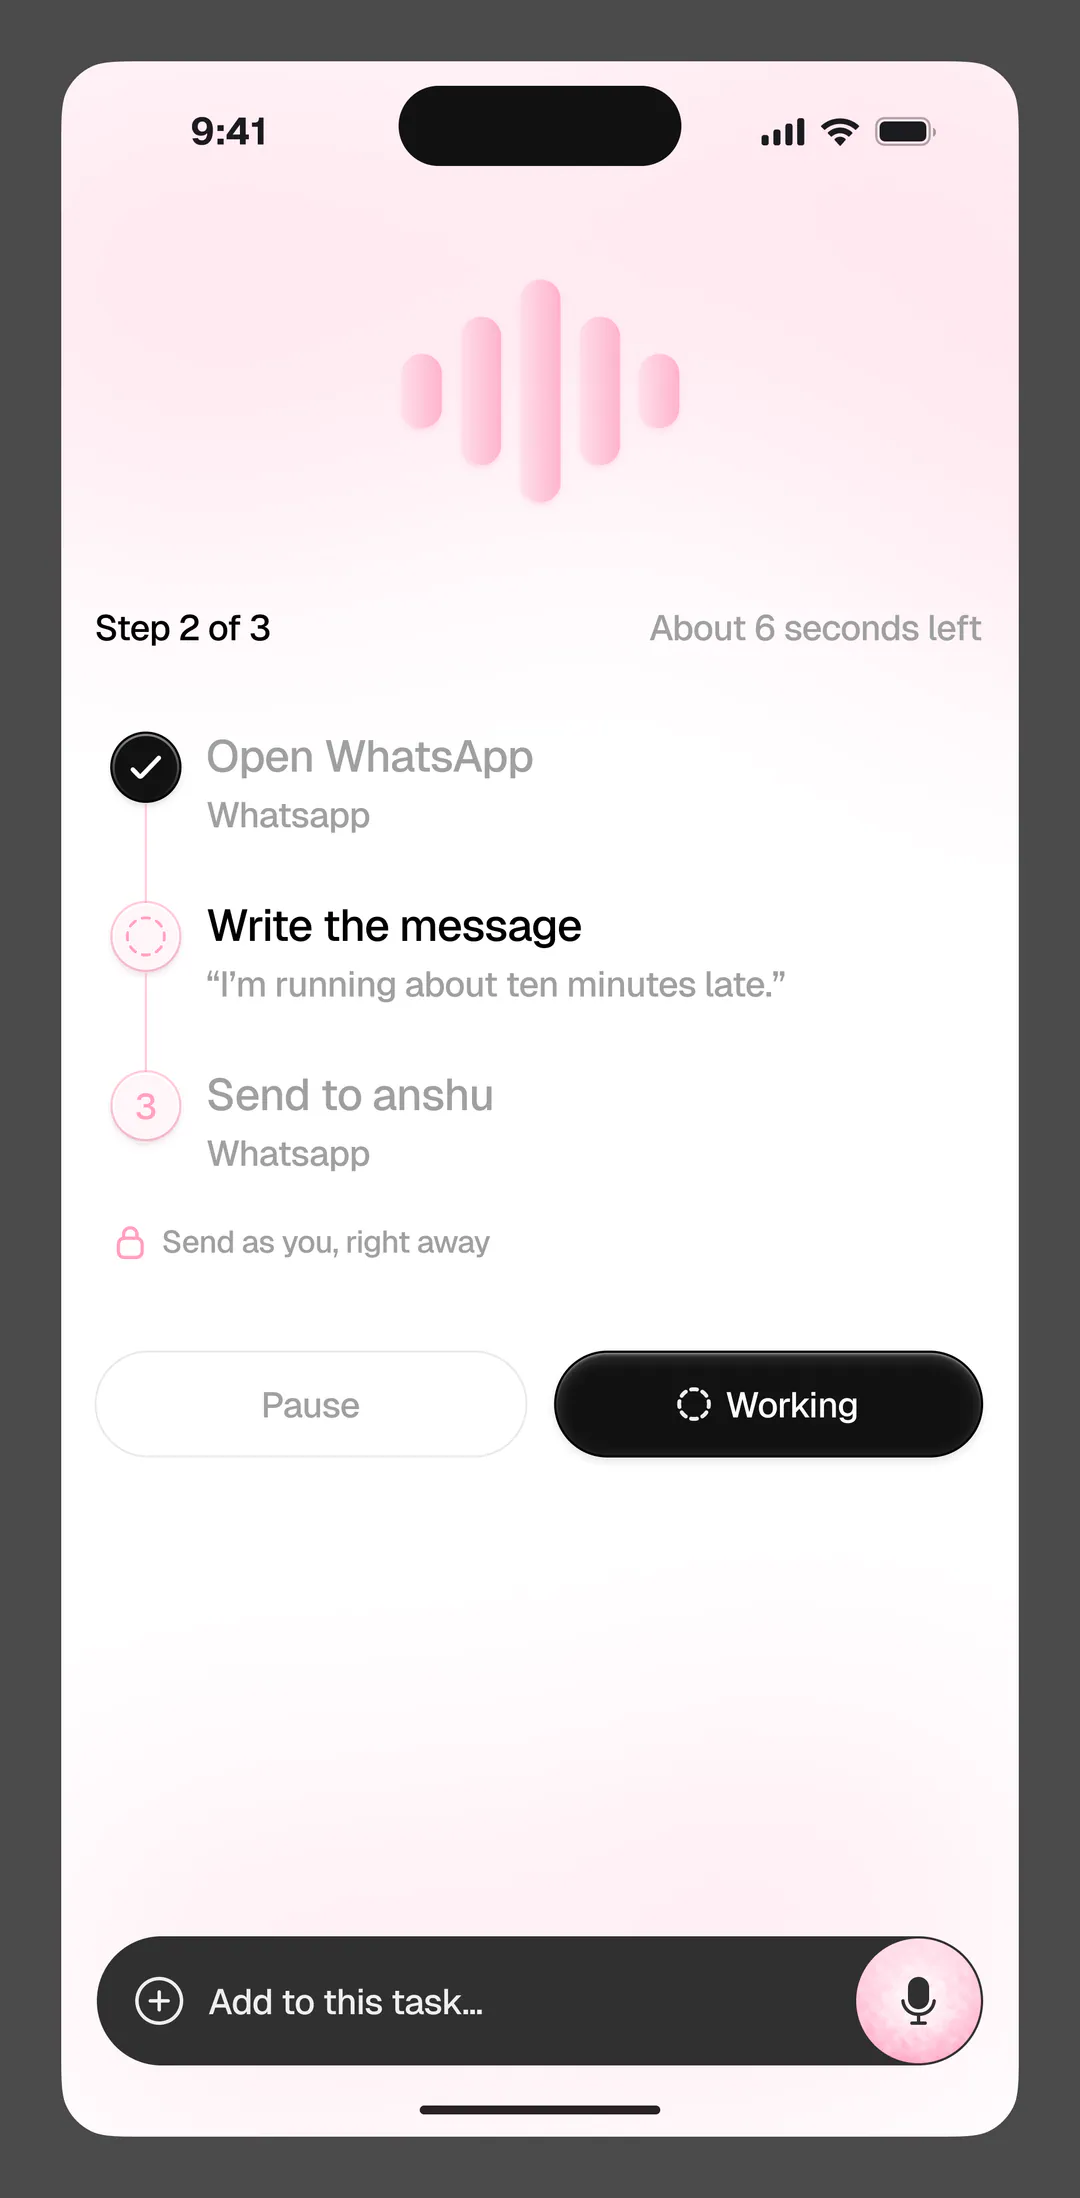 9:41
Step 2 of 3
About 6 seconds left
Open WhatsApp
Whatsapp
Write the message
“I’m running about ten minutes late.”
3
Send to anshu
Whatsapp
Send as you, right away
Pause
Working
Add to this task...